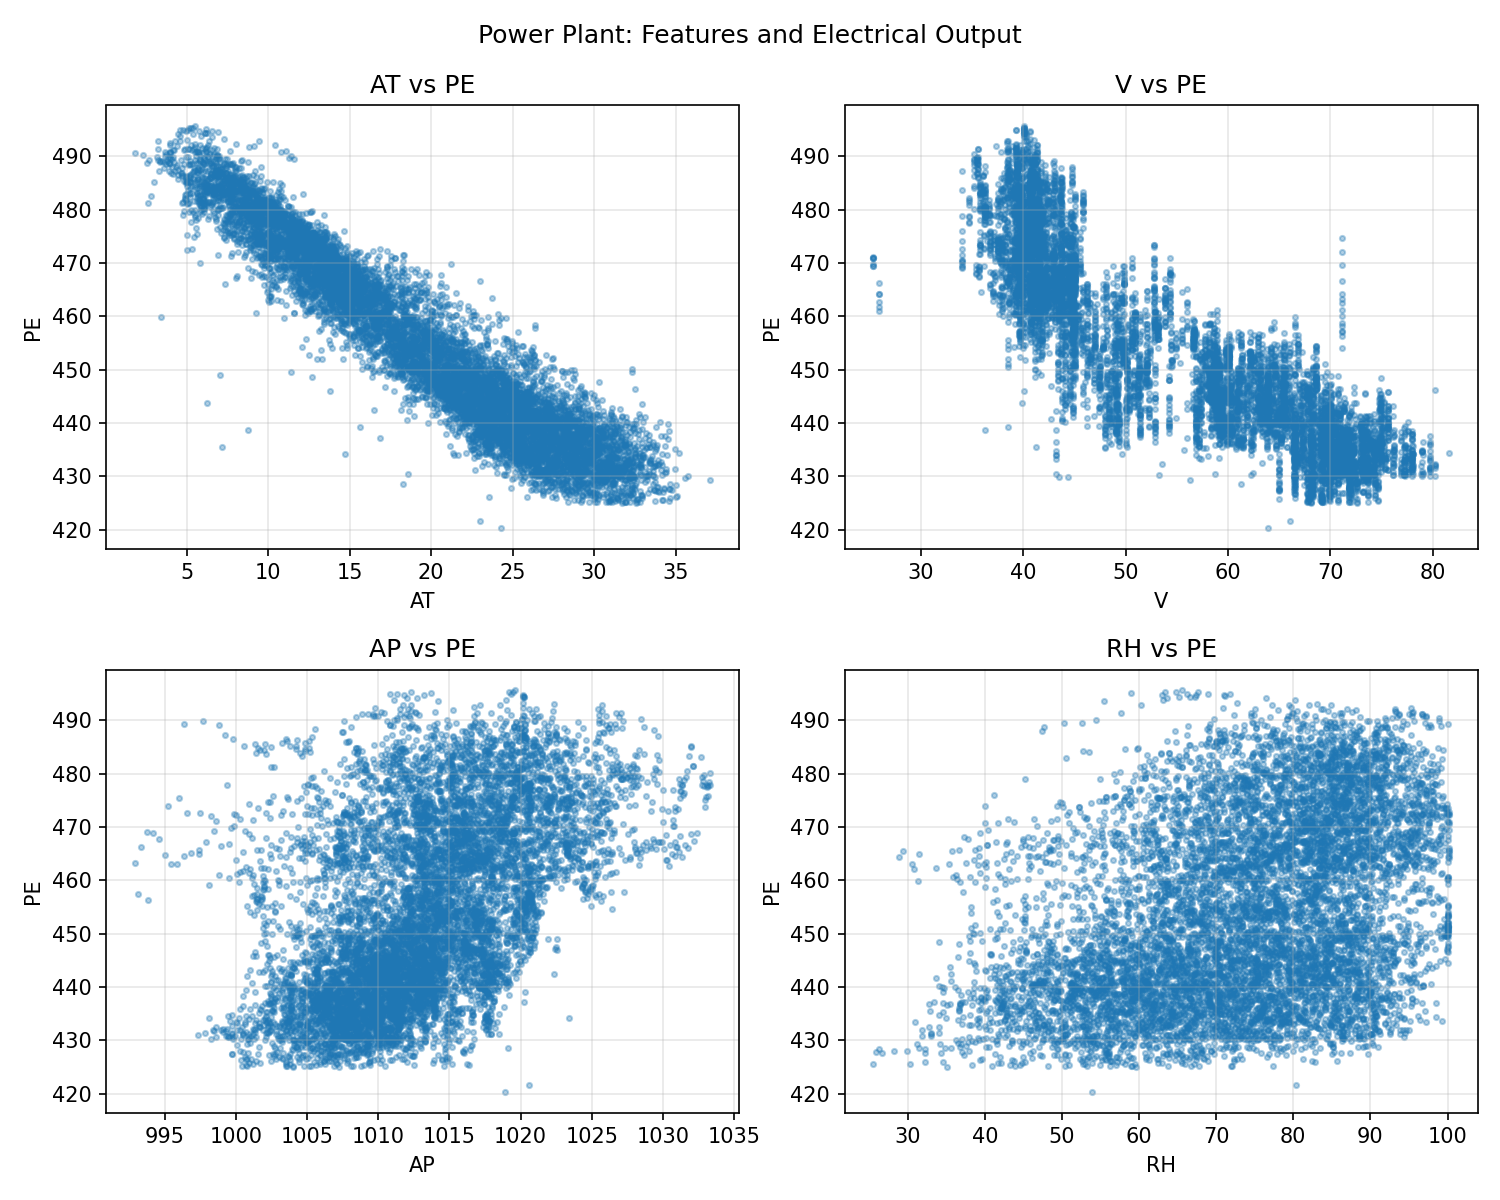 Power Plant: Features and Electrical Output
AT vs PE
PE
490
480
470
460
450
440
430
420
5 10 15 20 25 30 35
AT
V vs PE
PE
490
480
470
460
450
440
430
420
30 40 50 60 70 80
V
AP vs PE
PE
490
480
470
460
450
440
430
420
995 1000 1005 1010 1015 1020 1025 1030 1035
AP
RH vs PE
PE
490
480
470
460
450
440
430
420
30 40 50 60 70 80 90 100
RH